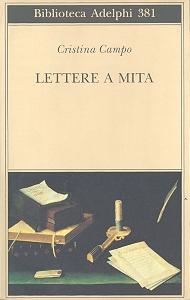 Biblioteca Adelphi 381
Cristina Campo
LETTERE A MITA